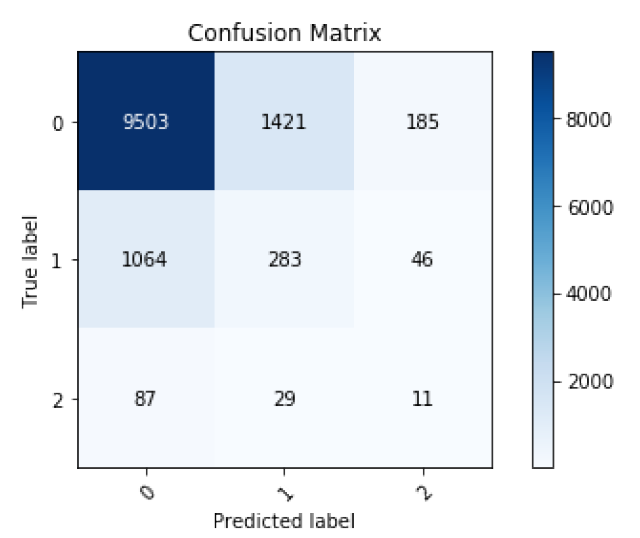 Confusion Matrix
True label
0 9503 1421 185
1 1064 283 46
2 87 29 11
0 1 2
Predicted label
8000
6000
4000
2000